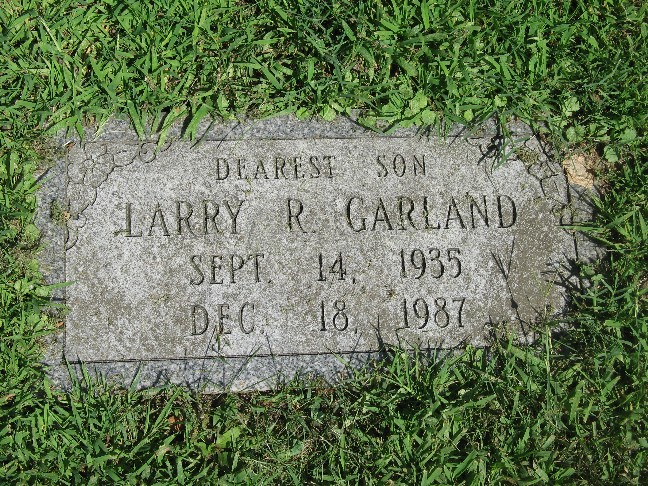 DEAREST SON
LARRY R. GARLAND
SEPT. 14, 1935
DEC. 18, 1987